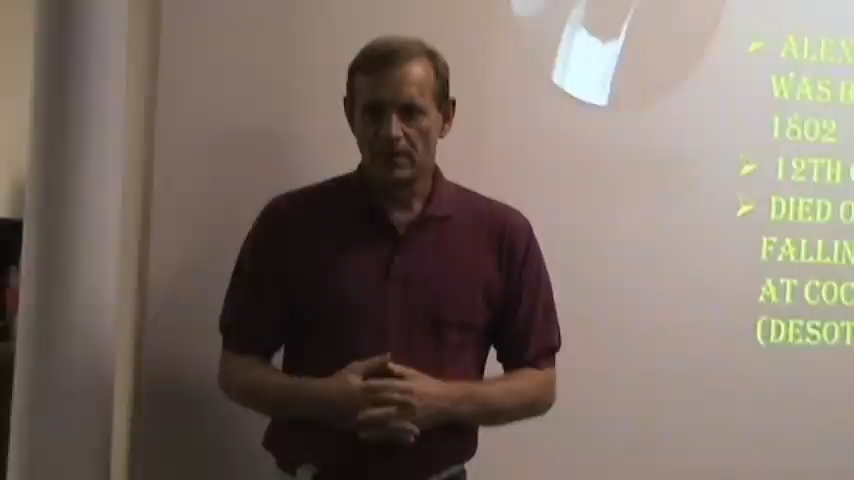 ALEX
WAS B
1802
12TH
DIED O
FALLIN
AT COC
(DESOT